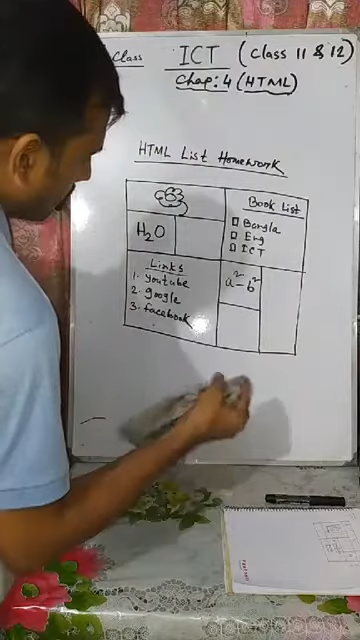 Class ICT (Class 11 & 12)
Chap: 4 (HTML)
HTML List Homework
Book List
Bangla
Eng
ICT
H₂O
Links
1. Youtube
2. google
3. facebook
a²-b²